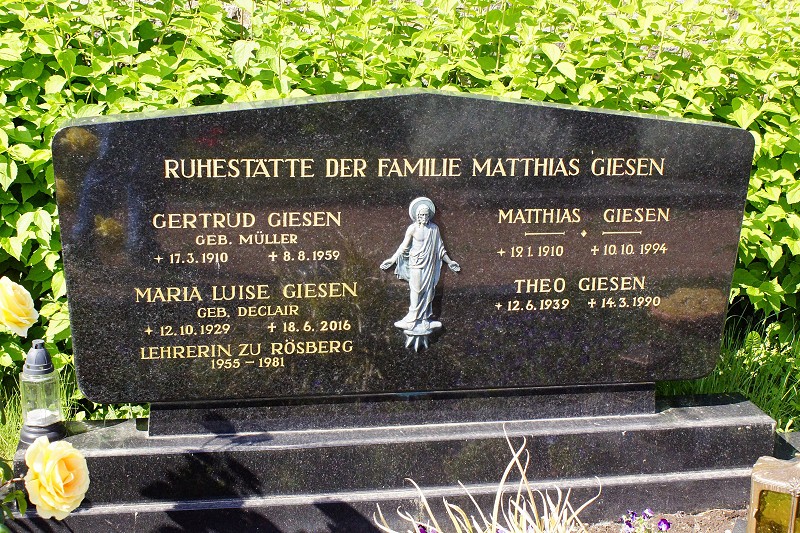 RUHESTÄTTE DER FAMILIE MATTHIAS GIESEN
GERTRUD GIESEN
GEB. MÜLLER
+ 17.3.1910 + 8.8.1959
MARIA LUISE GIESEN
GEB. DECLAIR
+ 12.10.1929 + 18.6.2016
LEHRERIN ZU RÖSBERG
1955 - 1981
MATTHIAS GIESEN
+ 12.1.1910 + 10.10.1994
THEO GIESEN
+ 12.6.1939 + 14.3.1990